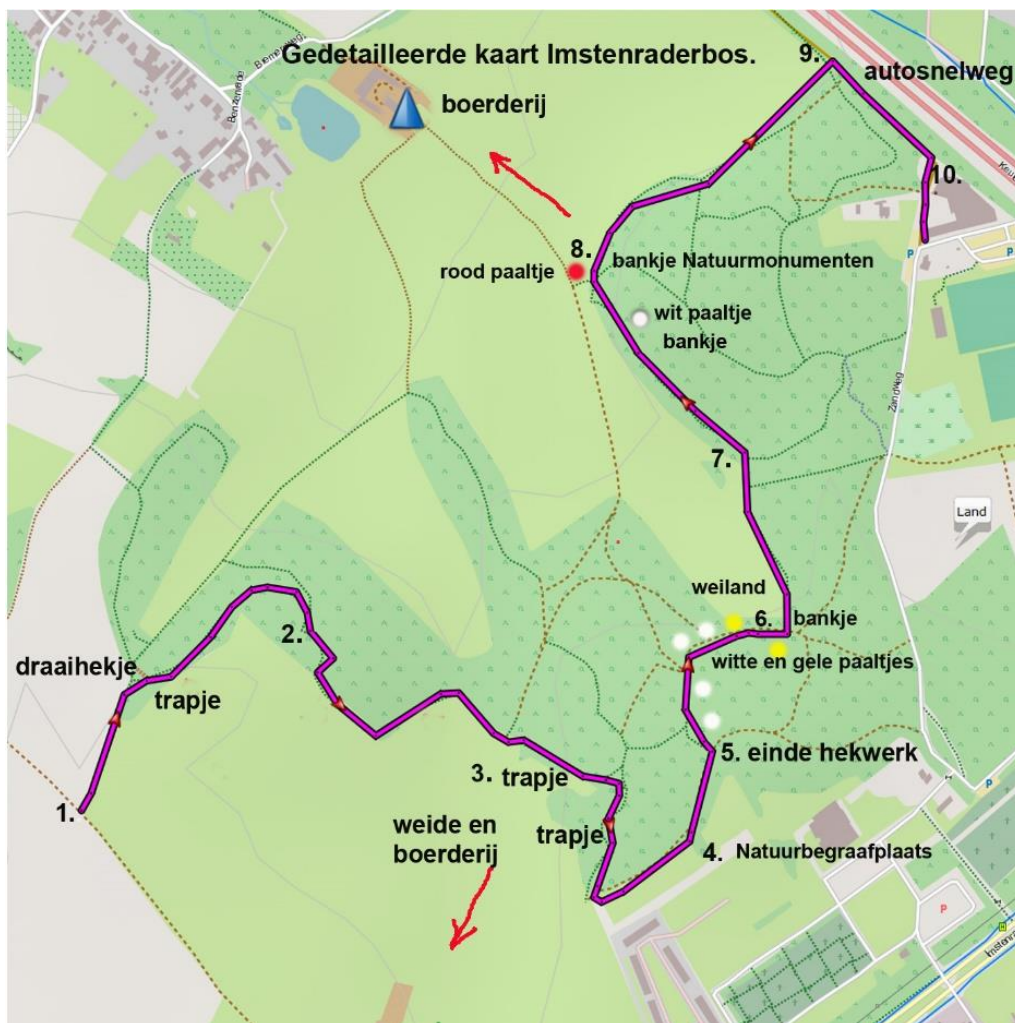 Gedetailleerde kaart Imstenraderbos.
boerderij
Benzenrade
9.
autosnelweg
10.
P
P
8.
bankje Natuurmonumenten
rood paaltje
wit paaltje
bankje
Zandweg
7.
Land
weiland
6.
bankje
2.
witte en gele paaltjes
draaihekje
trapje
5. einde hekwerk
3. trapje
P
1.
trapje
weide en
boerderij
4. Natuurbegraafplaats
P